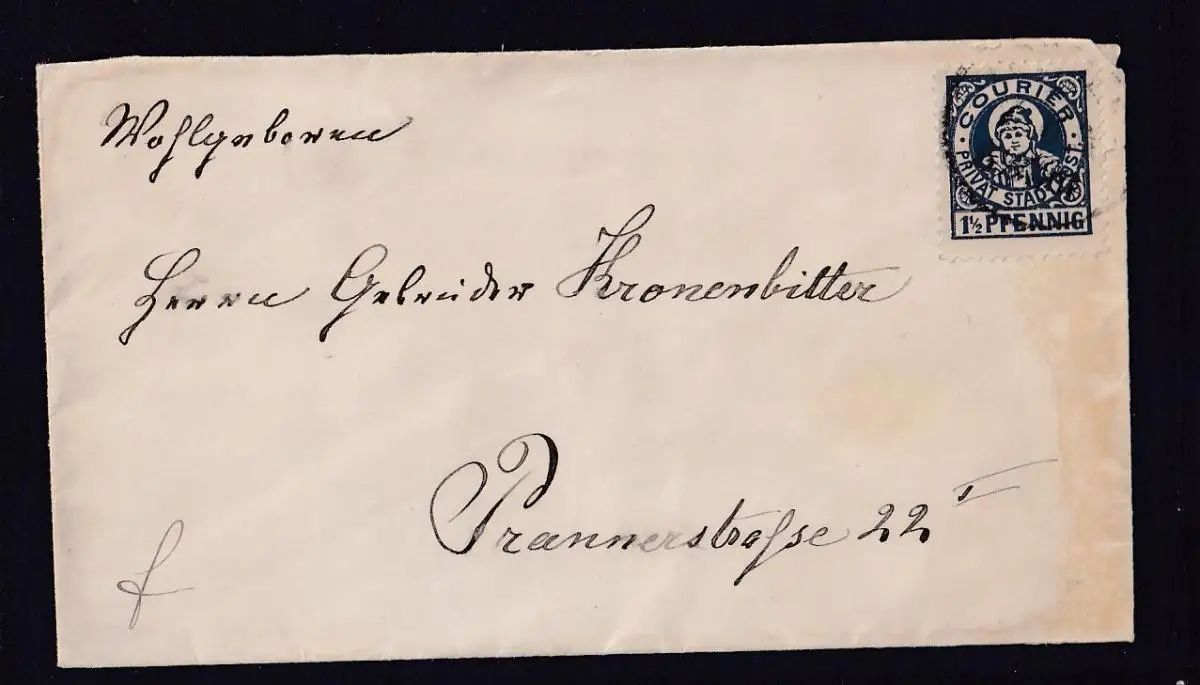 COURIER
PRIVAT STADTPOST.
1½ PFENNIG
Wohlgeboren
Herrn Gebrüder Kronenbitter
Prannerstraſse 22 I